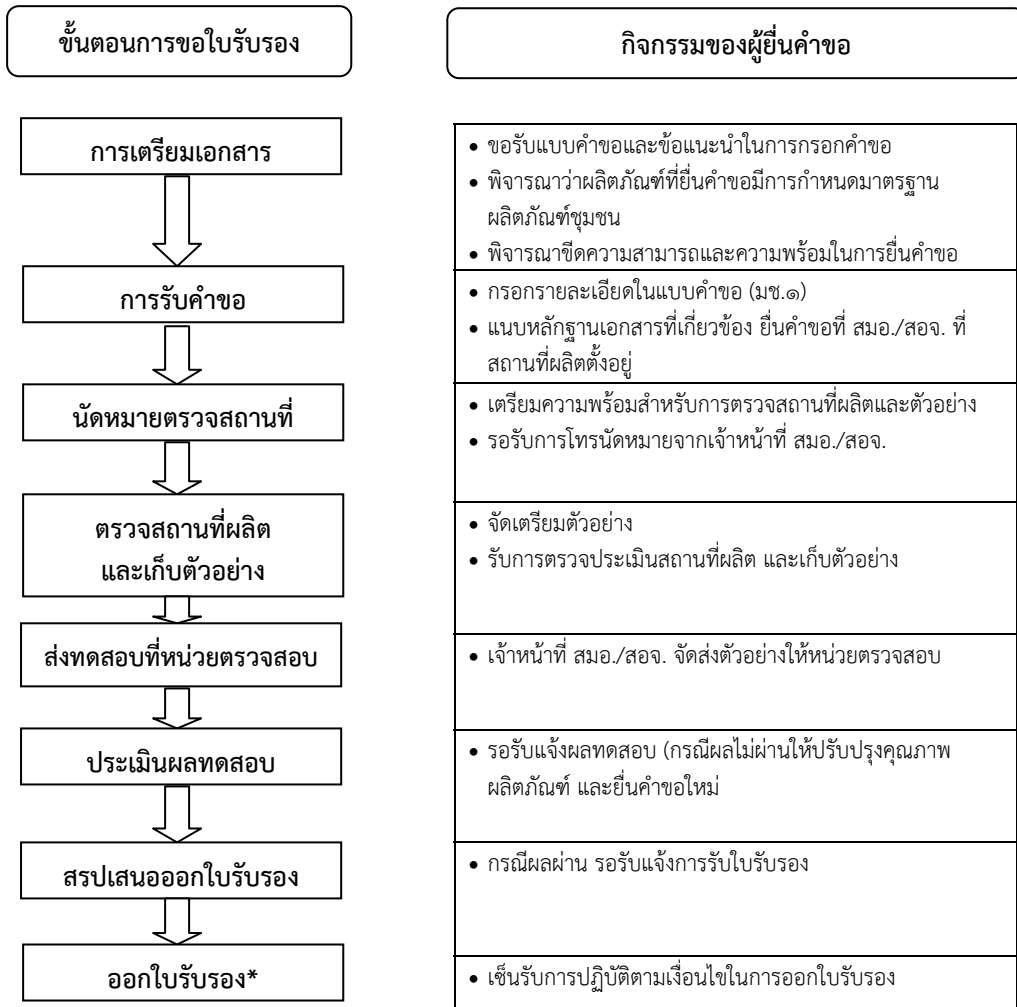 ขั้นตอนการขอใบรับรอง
กิจกรรมของผู้ยื่นคำขอ
การเตรียมเอกสาร
• ขอรับแบบคำขอและข้อแนะนำในการกรอกคำขอ
• พิจารณาว่าผลิตภัณฑ์ที่ยื่นคำขอมีการกำหนดมาตรฐาน
ผลิตภัณฑ์ชุมชน
• พิจารณาขีดความสามารถและความพร้อมในการยื่นคำขอ
การรับคำขอ
• กรอกรายละเอียดในแบบคำขอ (มช.๑)
• แนบหลักฐานเอกสารที่เกี่ยวข้อง ยื่นคำขอที่ สมอ./สอจ. ที่
สถานที่ผลิตตั้งอยู่
นัดหมายตรวจสถานที่
• เตรียมความพร้อมสำหรับการตรวจสถานที่ผลิตและตัวอย่าง
• รอรับการโทรนัดหมายจากเจ้าหน้าที่ สมอ./สอจ.
ตรวจสถานที่ผลิต
และเก็บตัวอย่าง
• จัดเตรียมตัวอย่าง
• รับการตรวจประเมินสถานที่ผลิต และเก็บตัวอย่าง
ส่งทดสอบที่หน่วยตรวจสอบ
• เจ้าหน้าที่ สมอ./สอจ. จัดส่งตัวอย่างให้หน่วยตรวจสอบ
ประเมินผลทดสอบ
• รอรับแจ้งผลทดสอบ (กรณีผลไม่ผ่านให้ปรับปรุงคุณภาพ
ผลิตภัณฑ์ และยื่นคำขอใหม่
สรปเสนอออกใบรับรอง
• กรณีผลผ่าน รอรับแจ้งการรับใบรับรอง
ออกใบรับรอง*
• เซ็นรับการปฏิบัติตามเงื่อนไขในการออกใบรับรอง